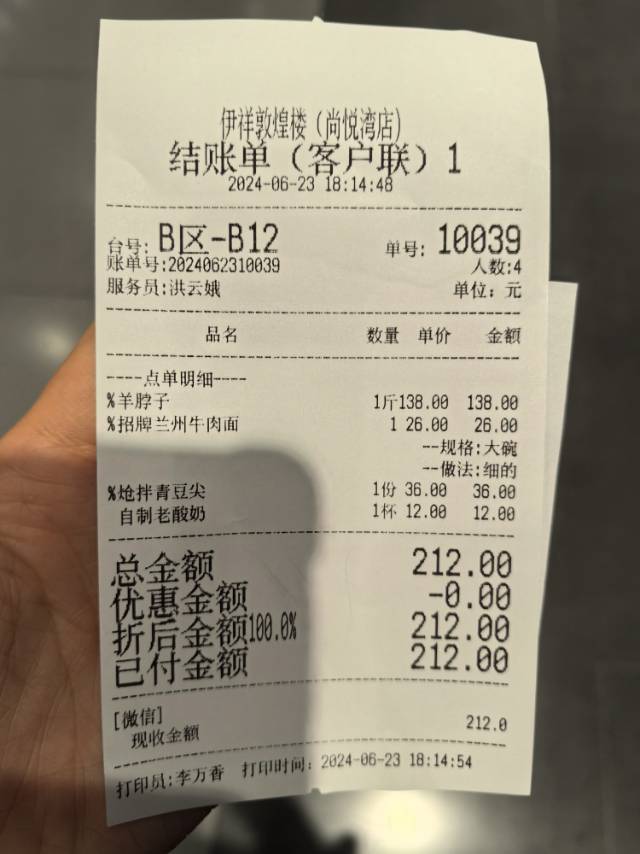 伊祥敦煌楼（尚悦湾店）
结账单（客户联）1
2024-06-23 18:14:48
台号: B区-B12 单号: 10039
账单号:2024062310039 人数:4
服务员:洪云娥 单位: 元
品名 数量 单价 金额
----点单明细----
%羊脖子 1斤138.00 138.00
%招牌兰州牛肉面 1 26.00 26.00
--规格:大碗
--做法:细的
%炝拌青豆尖 1份 36.00 36.00
自制老酸奶 1杯 12.00 12.00
总金额 212.00
优惠金额 -0.00
折后金额100.0% 212.00
已付金额 212.00
[微信] 212.0
现收金额
打印员:李万香 打印时间: 2024-06-23 18:14:54